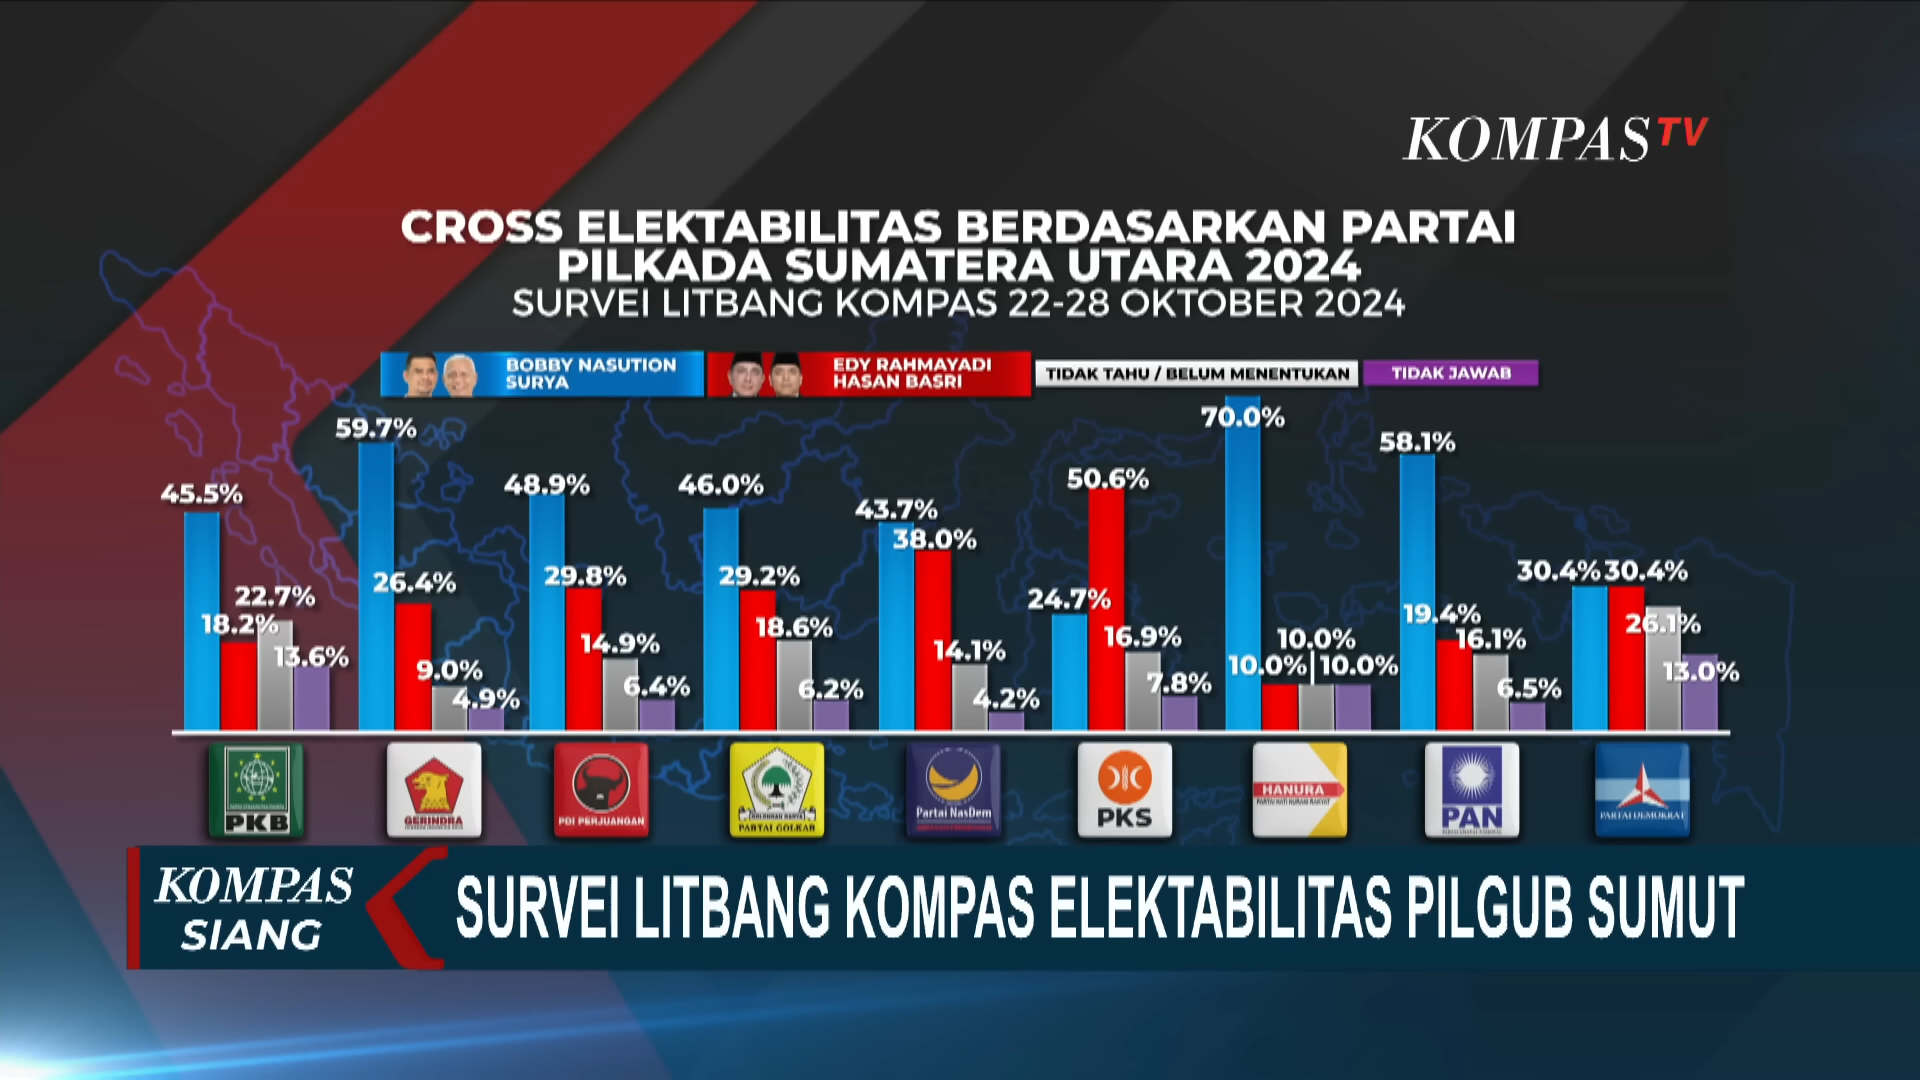 KOMPAS TV
CROSS ELEKTABILITAS BERDASARKAN PARTAI
PILKADA SUMATERA UTARA 2024
SURVEI LITBANG KOMPAS 22-28 OKTOBER 2024
BOBBY NASUTION
SURYA
EDY RAHMAYADI
HASAN BASRI
TIDAK TAHU / BELUM MENENTUKAN
TIDAK JAWAB
45.5%
18.2%
22.7%
13.6%
59.7%
26.4%
9.0%
4.9%
48.9%
29.8%
14.9%
6.4%
46.0%
29.2%
18.6%
6.2%
43.7%
38.0%
14.1%
4.2%
24.7%
50.6%
16.9%
7.8%
70.0%
10.0%
10.0%
10.0%
58.1%
19.4%
16.1%
6.5%
30.4%
30.4%
26.1%
13.0%
PKB
GERINDRA
PDI PERJUANGAN
PARTAI GOLKAR
Partai NasDem
PKS
HANURA
PARTAI HATI NURANI RAKYAT
PAN
PARTAI DEMOKRAT
KOMPAS
SIANG
SURVEI LITBANG KOMPAS ELEKTABILITAS PILGUB SUMUT